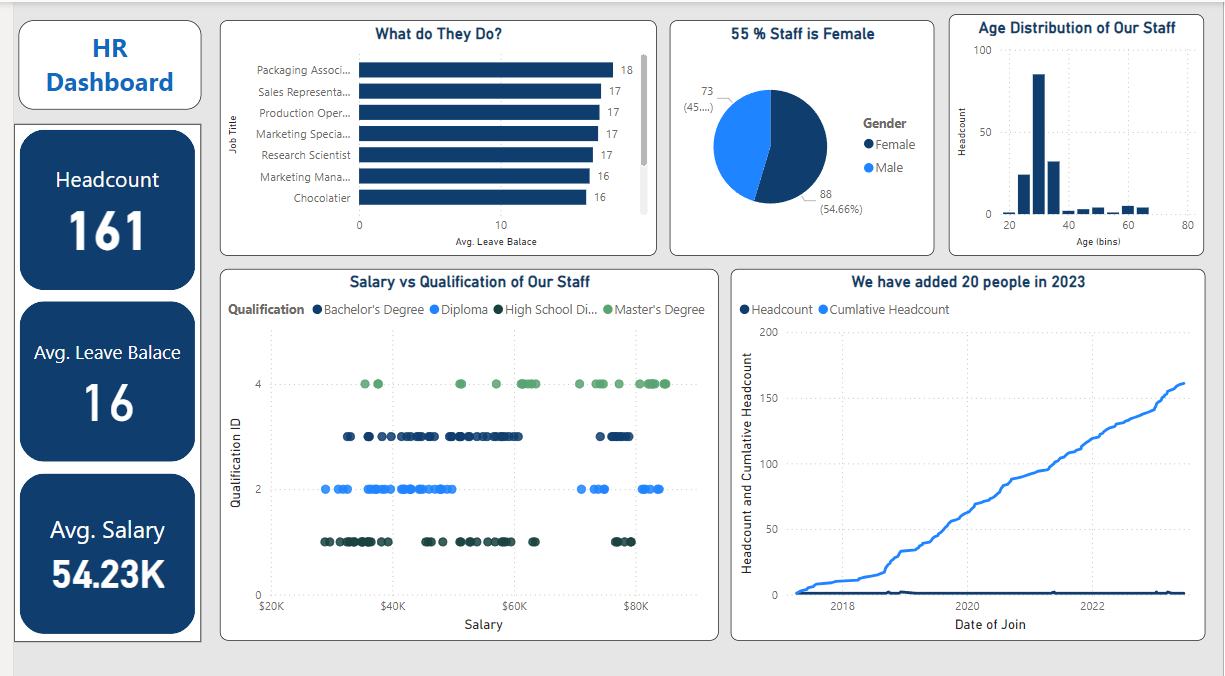 HR
Dashboard
Headcount
161
Avg. Leave Balace
16
Avg. Salary
54.23K
What do They Do?
Job Title
Packaging Associ... 18
Sales Representa... 17
Production Oper... 17
Marketing Specia... 17
Research Scientist 17
Marketing Mana... 16
Chocolatier 16
0 10
Avg. Leave Balace
55 % Staff is Female
73
(45....)
88
(54.66%)
Gender
Female
Male
Age Distribution of Our Staff
Headcount
100
50
0
20 40 60 80
Age (bins)
Salary vs Qualification of Our Staff
Qualification Bachelor's Degree Diploma High School Di... Master's Degree
Qualification ID
4
2
0
$20K $40K $60K $80K
Salary
We have added 20 people in 2023
Headcount Cumlative Headcount
Headcount and Cumlative Headcount
200
150
100
50
0
2018 2020 2022
Date of Join